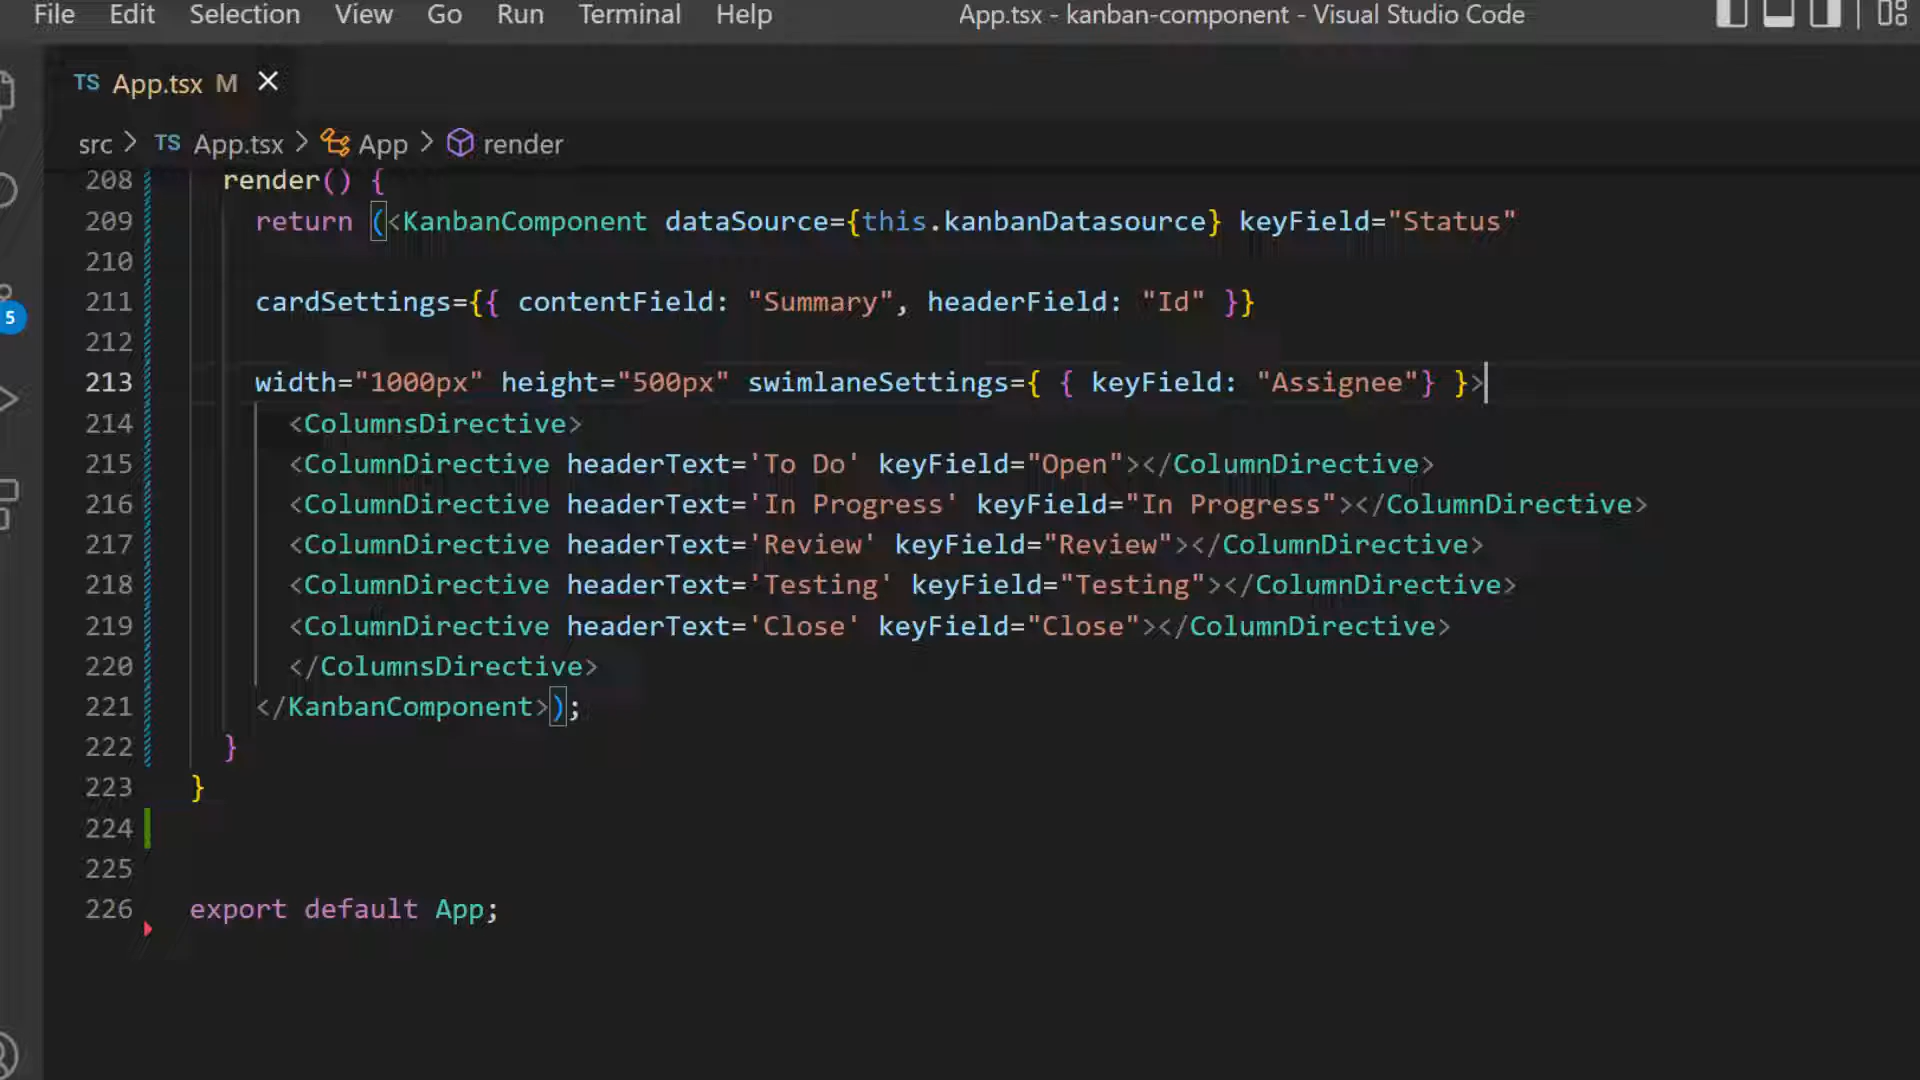 File Edit Selection View Go Run Terminal Help App.tsx - kanban-component - Visual Studio Code
TS App.tsx M
src > TS App.tsx > App > render
208 render() {
209 return (<KanbanComponent dataSource={this.kanbanDatasource} keyField="Status"
210
211 cardSettings={{ contentField: "Summary", headerField: "Id" }}
212
213 width="1000px" height="500px" swimlaneSettings={ { keyField: "Assignee"} }>
214 <ColumnsDirective>
215 <ColumnDirective headerText='To Do' keyField="Open"></ColumnDirective>
216 <ColumnDirective headerText='In Progress' keyField="In Progress"></ColumnDirective>
217 <ColumnDirective headerText='Review' keyField="Review"></ColumnDirective>
218 <ColumnDirective headerText='Testing' keyField="Testing"></ColumnDirective>
219 <ColumnDirective headerText='Close' keyField="Close"></ColumnDirective>
220 </ColumnsDirective>
221 </KanbanComponent>);
222 }
223 }
224
225
226 export default App;
5